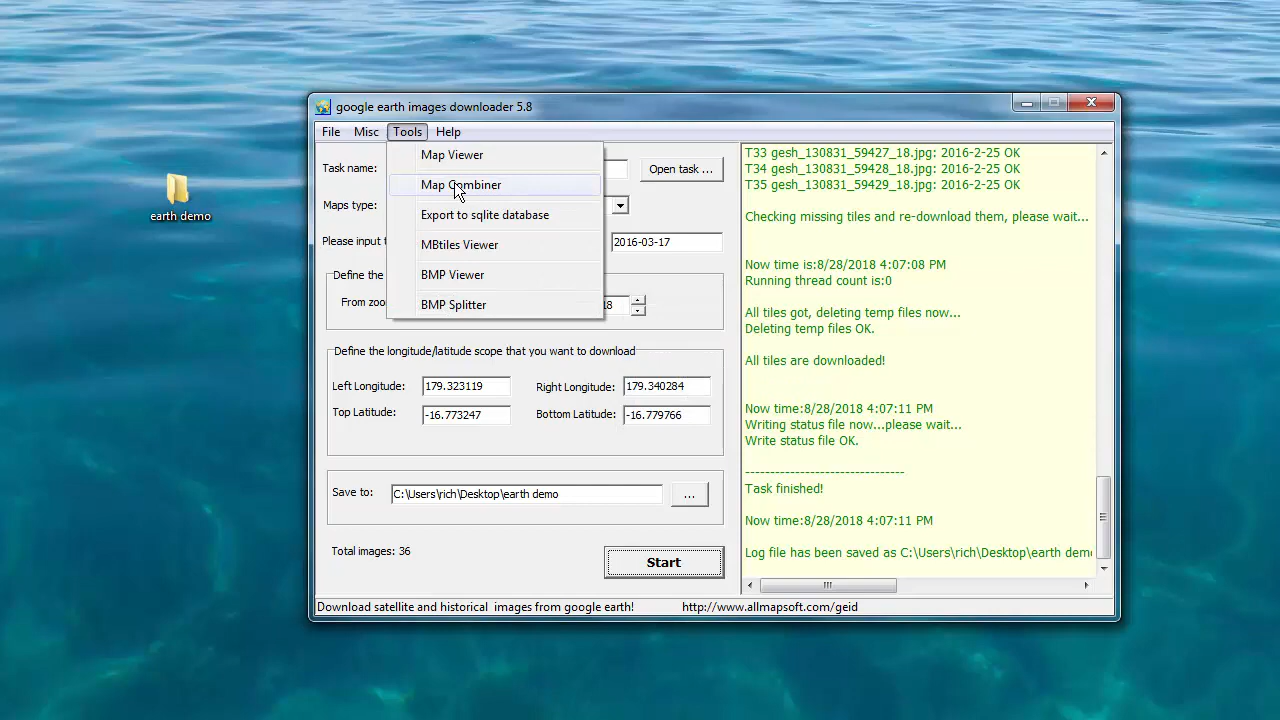 earth demo
google earth images downloader 5.8
File Misc Tools Help
Map Viewer
Map Combiner
Export to sqlite database
MBtiles Viewer
BMP Viewer
BMP Splitter
Task name:
Open task ...
Maps type:
Please input t
2016-03-17
Define the
From zoo
18
Define the longitude/latitude scope that you want to download
Left Longitude: 179.323119 Right Longitude: 179.340284
Top Latitude: -16.773247 Bottom Latitude: -16.779766
Save to: C:\Users\rich\Desktop\earth demo ...
Total images: 36
Start
T33 gesh_130831_59427_18.jpg: 2016-2-25 OK
T34 gesh_130831_59428_18.jpg: 2016-2-25 OK
T35 gesh_130831_59429_18.jpg: 2016-2-25 OK
Checking missing tiles and re-download them, please wait...
Now time is:8/28/2018 4:07:08 PM
Running thread count is:0
All tiles got, deleting temp files now...
Deleting temp files OK.
All tiles are downloaded!
Now time:8/28/2018 4:07:11 PM
Writing status file now...please wait...
Write status file OK.
--------------------------------
Task finished!
Now time:8/28/2018 4:07:11 PM
Log file has been saved as C:\Users\rich\Desktop\earth demo
Download satellite and historical images from google earth! http://www.allmapsoft.com/geid